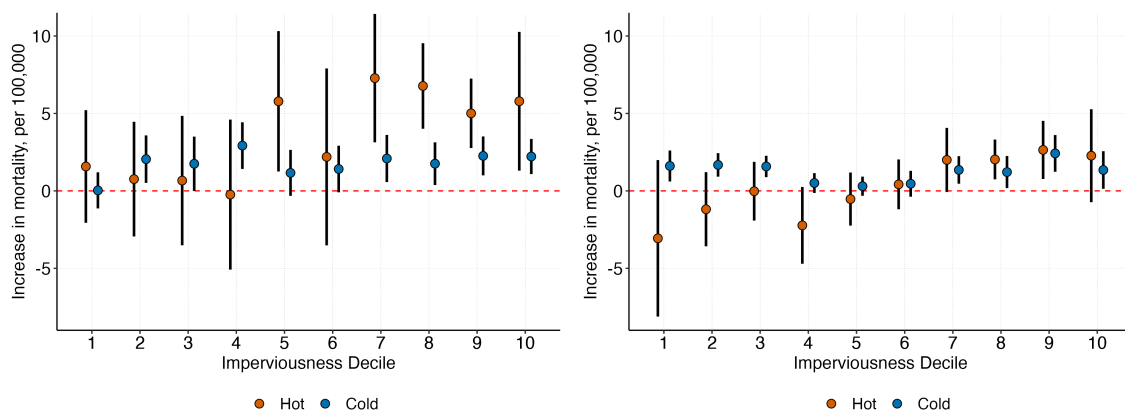 Increase in mortality, per 100,000
10
5
0
-5
1 2 3 4 5 6 7 8 9 10
Imperviousness Decile
Hot Cold
Increase in mortality, per 100,000
10
5
0
-5
1 2 3 4 5 6 7 8 9 10
Imperviousness Decile
Hot Cold